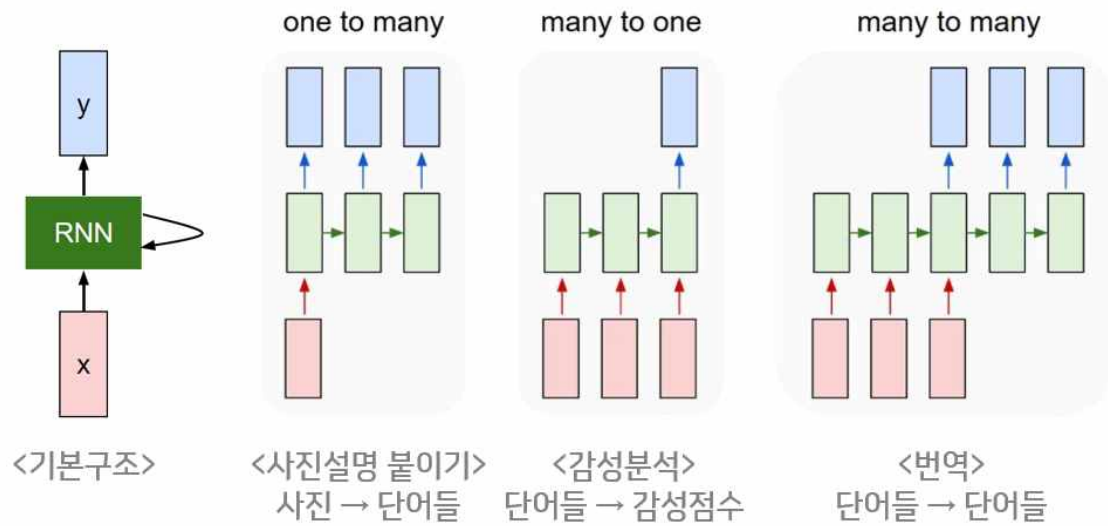 one to many
many to one
many to many
y
RNN
x
<기본구조>
<사진설명 붙이기>
사진 → 단어들
<감성분석>
단어들 → 감성점수
<번역>
단어들 → 단어들